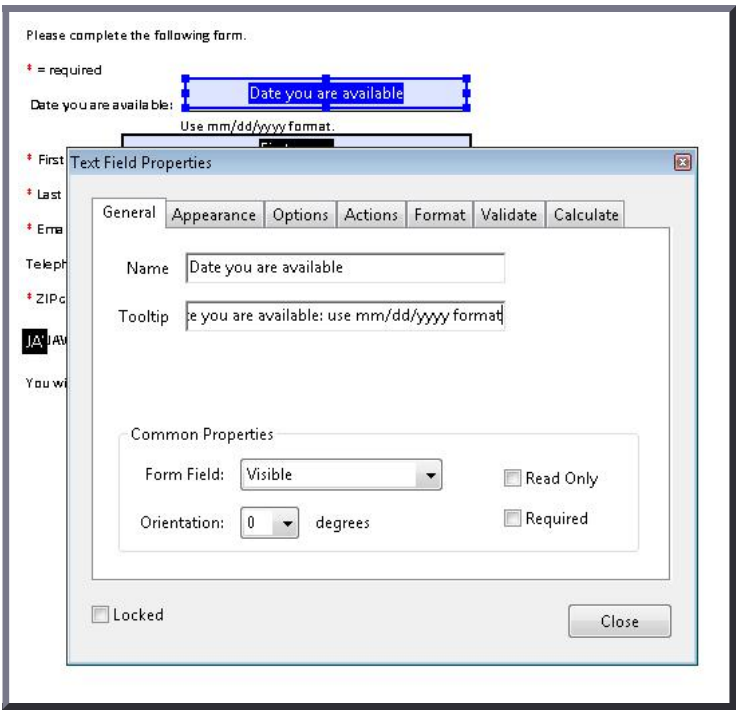 Please complete the following form.
* = required
Date you are available
Date you are available:
Use mm/dd/yyyy format.
* First
Text Field Properties
* Last
General Appearance Options Actions Format Validate Calculate
* Ema
Name Date you are available
Teleph
* ZIP c
Tooltip e you are available: use mm/dd/yyyy format
JA
You wi
Common Properties
Form Field: Visible
Read Only
Orientation: 0 degrees
Required
Locked
Close